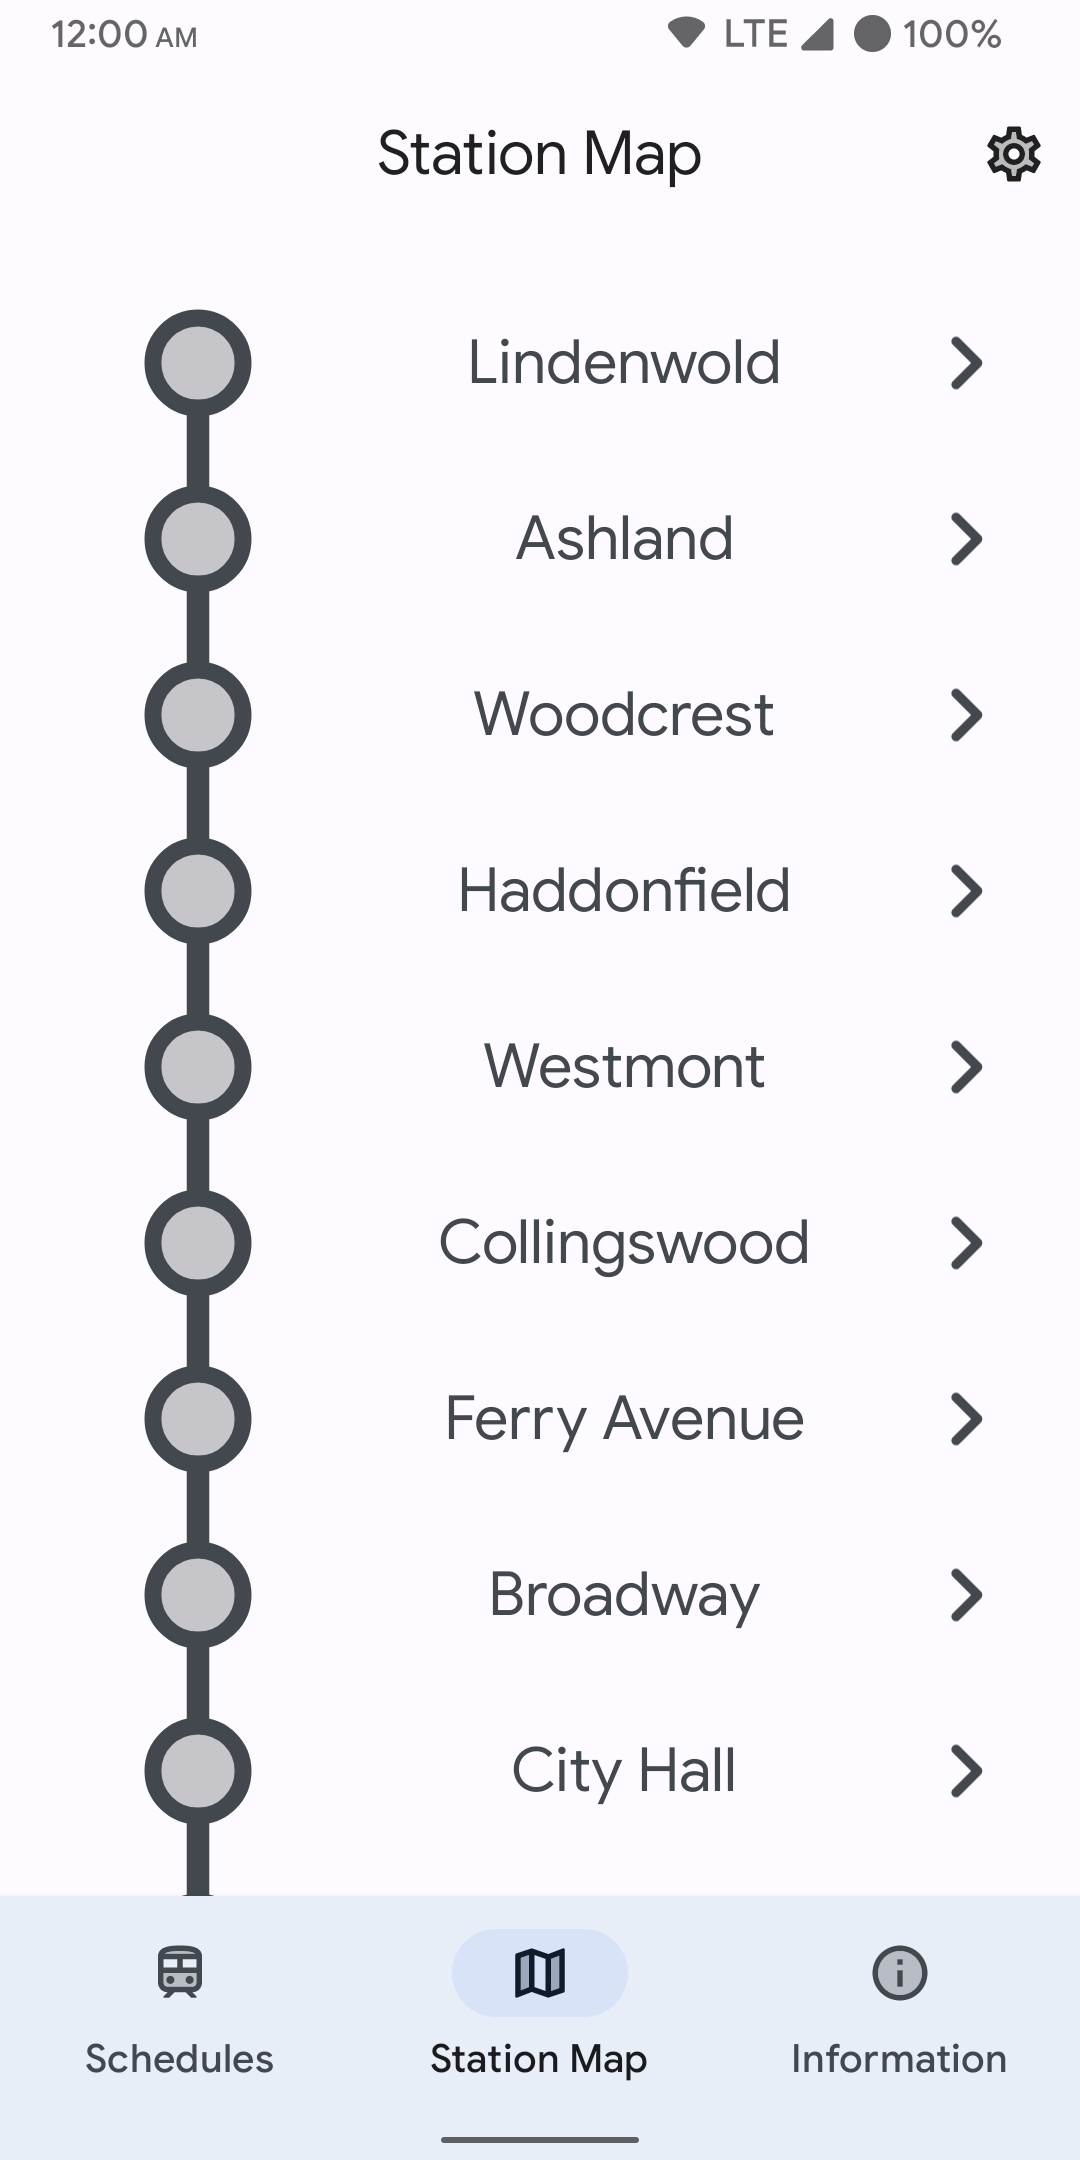 12:00 AM LTE 100%
Station Map
Lindenwold
Ashland
Woodcrest
Haddonfield
Westmont
Collingswood
Ferry Avenue
Broadway
City Hall
Schedules Station Map Information